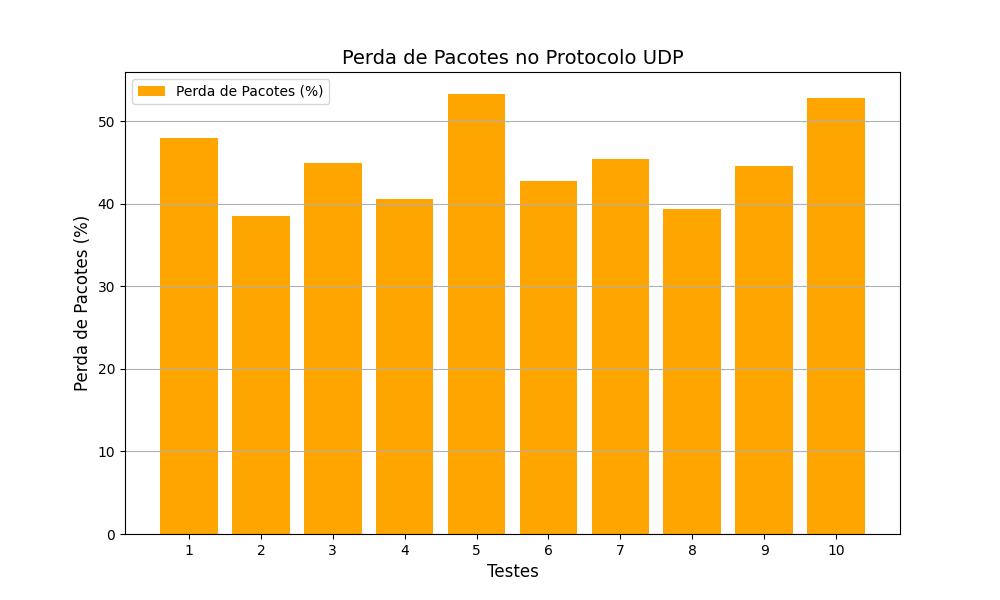 Perda de Pacotes no Protocolo UDP
Perda de Pacotes (%)
Perda de Pacotes (%)
50
40
30
20
10
0
1 2 3 4 5 6 7 8 9 10
Testes